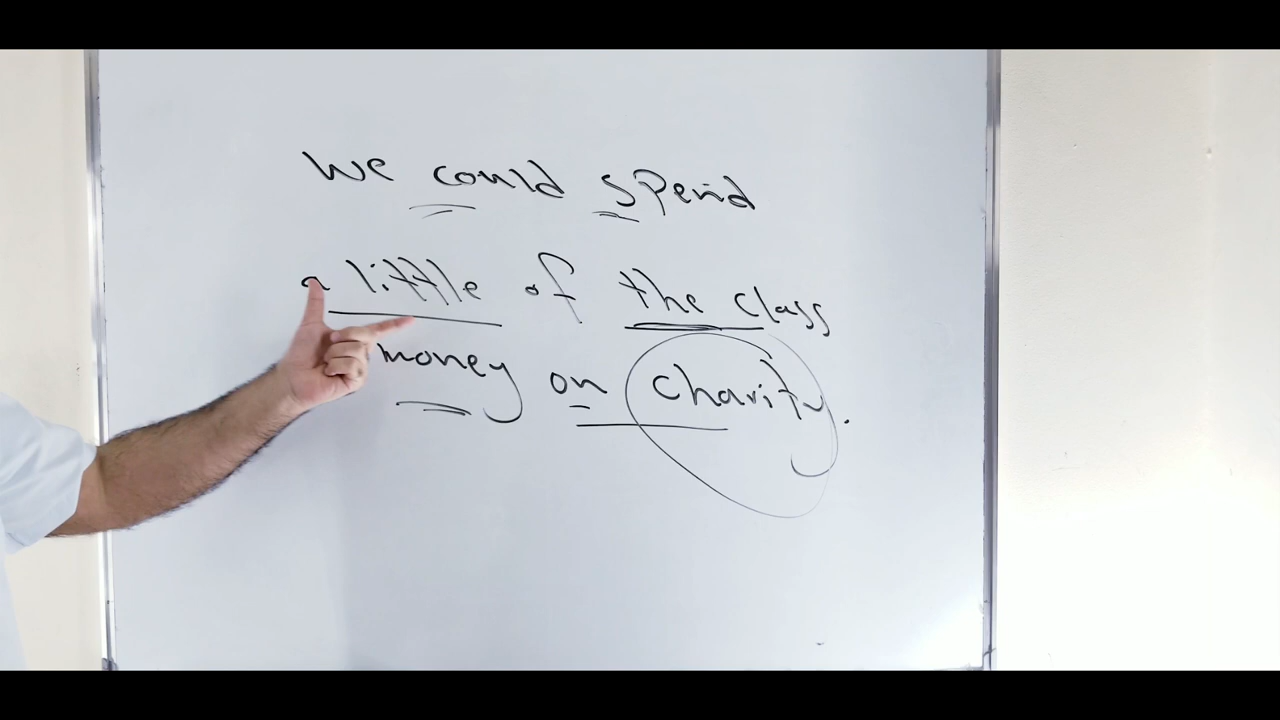 we could spend
a little of the class
money on charity.